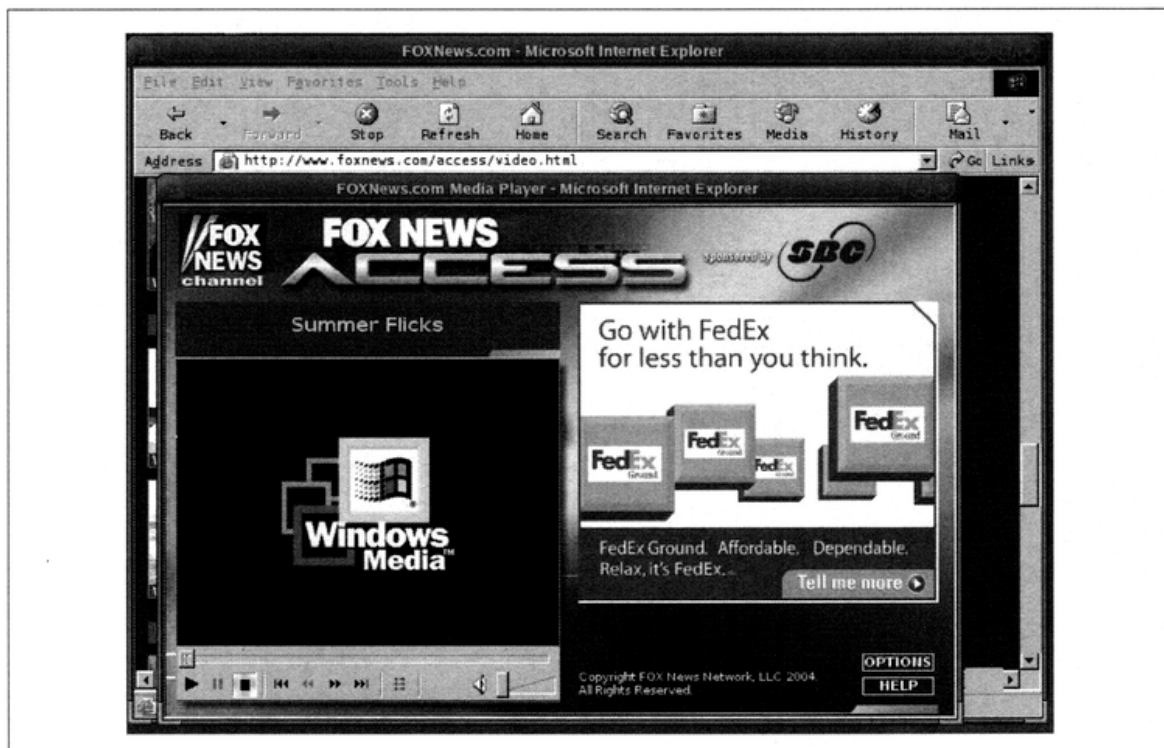 FOXNews.com - Microsoft Internet Explorer
File Edit View Favorites Tools Help
Back Forward Stop Refresh Home Search Favorites Media History Mail
Address http://www.foxnews.com/access/video.html Go Links
FOXNews.com Media Player - Microsoft Internet Explorer
FOX
NEWS
channel
FOX NEWS
ACCESS
sponsored by SBC
Summer Flicks
Windows
Media™
Go with FedEx
for less than you think.
FedEx
Ground
FedEx
Ground
FedEx
Ground
FedEx
Ground
FedEx Ground. Affordable. Dependable.
Relax, it's FedEx.
Tell me more
Copyright FOX News Network, LLC 2004.
All Rights Reserved.
OPTIONS
HELP